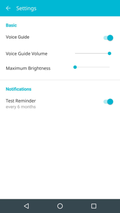 Settings
Basic
Voice Guide
Voice Guide Volume
Maximum Brightness
Notifications
Test Reminder
every 6 months